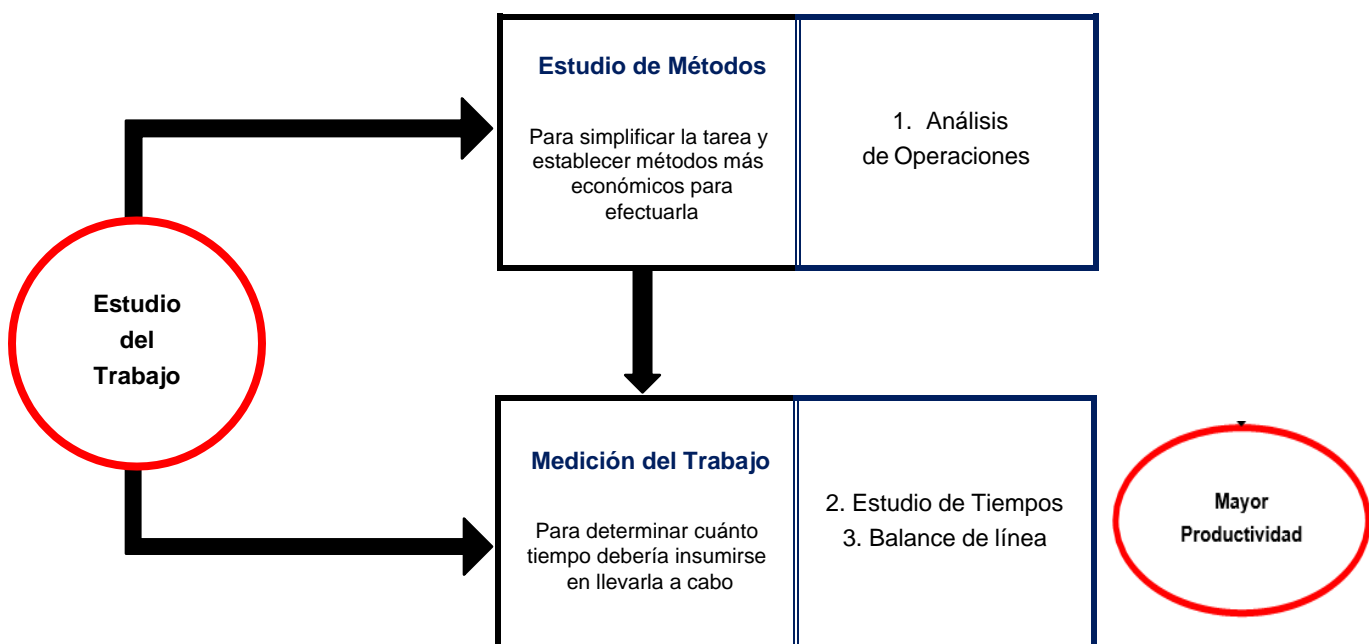 Estudio de Métodos
Para simplificar la tarea y
establecer métodos más
económicos para
efectuarla
1. Análisis
de Operaciones
Estudio
del
Trabajo
Medición del Trabajo
Para determinar cuánto
tiempo debería insumirse
en llevarla a cabo
2. Estudio de Tiempos
3. Balance de línea
Mayor
Productividad